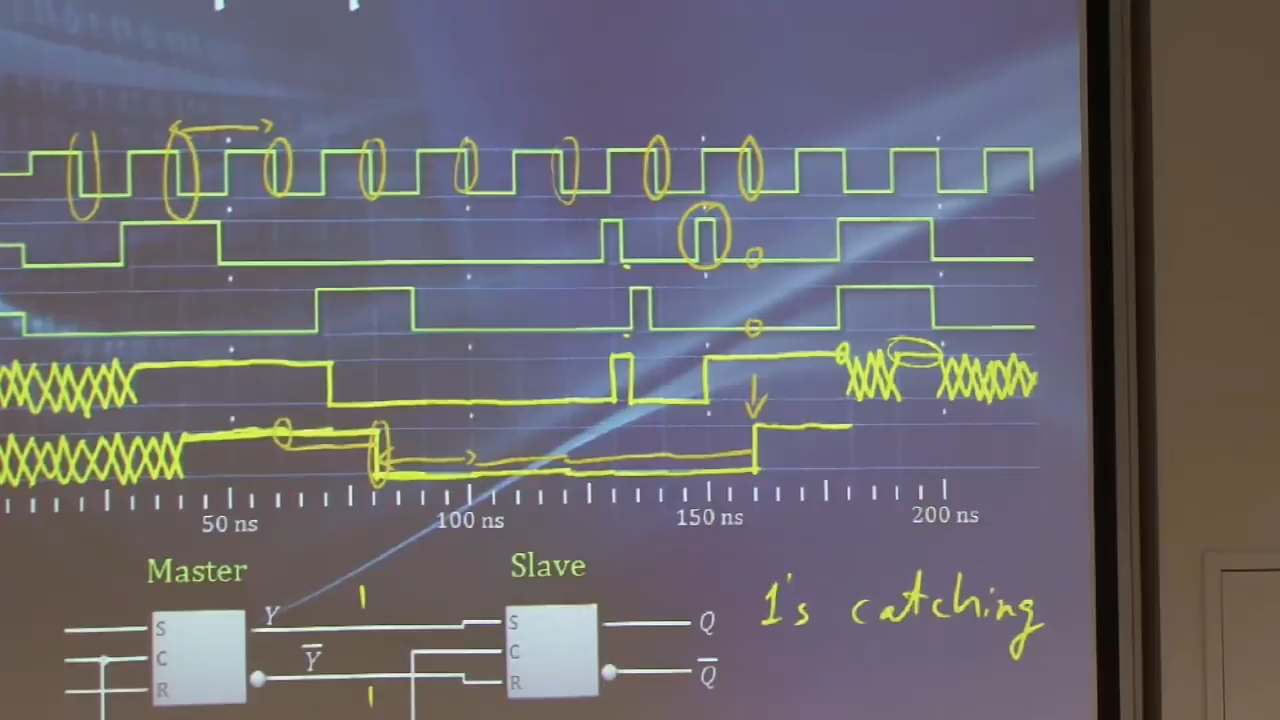 50 ns 100 ns 150 ns 200 ns
Master Slave
1's catching
Y 1
S S Q
C Y C
R R Q
1